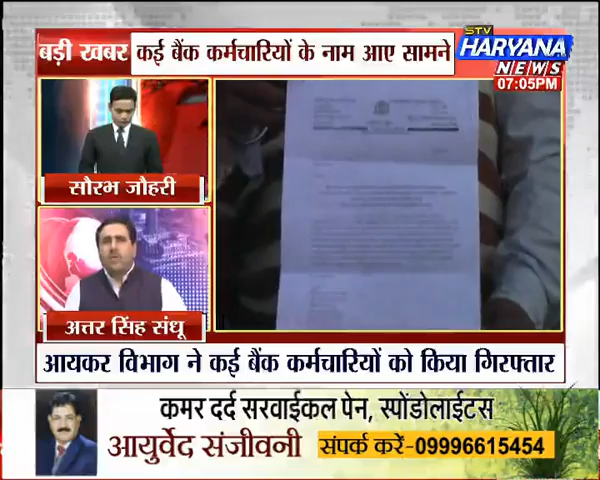 बड़ी खबर
कई बैंक कर्मचारियों के नाम आए सामने
STV
HARYANA
NEWS
07:05PM
सौरभ जौहरी
अत्तर सिंह संधू
आयकर विभाग ने कई बैंक कर्मचारियों को किया गिरफ्तार
कमर दर्द सरवाईकल पेन, स्पोंडोलाईटस
आयुर्वेद संजीवनी
संपर्क करें-09996615454